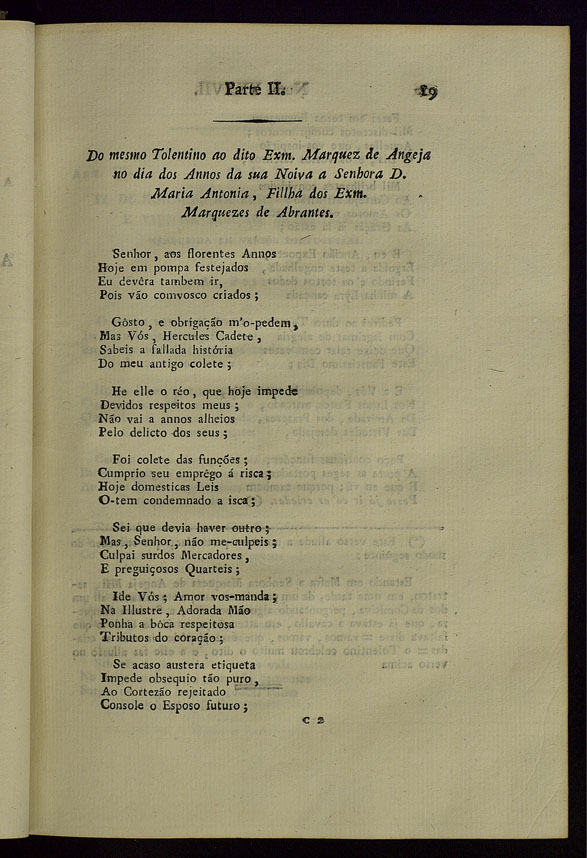 Parte II. 19
Do mesmo Tolentino ao dito Exm. Marquez de Angeja
no dia dos Annos da sua Noiva a Senhora D.
Maria Antonia, Fillha dos Exm.
Marquezes de Abrantes.
Senhor, aos florentes Annos
Hoje em pompa festejados
Eu devêra tambem ir,
Pois vão comvosco criados;
Gôsto, e obrigação m'o-pedem,
Mas Vós, Hercules Cadete,
Sabeis a fallada história
Do meu antigo colete;
He elle o réo, que hoje impede
Devidos respeitos meus;
Não vai a annos alheios
Pelo delicto dos seus;
Foi colete das funções;
Cumprio seu emprêgo á risca;
Hoje domesticas Leis
O-tem condemnado a isca;
Sei que devia haver outro;
Mas, Senhor, não me-culpeis;
Culpai surdos Mercadores,
E preguiçosos Quarteis;
Ide Vós; Amor vos-manda;
Na Illustre, Adorada Mão
Ponha a bôca respeitosa
Tributos do coração;
Se acaso austera etiqueta
Impede obsequio tão puro,
Ao Cortezão rejeitado
Console o Esposo futuro;
C 2